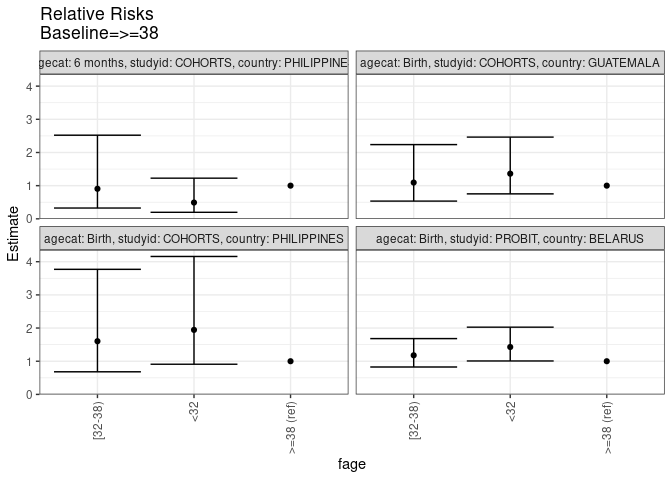 Relative Risks
Baseline=>=38
gecat: 6 months, studyid: COHORTS, country: PHILIPPINE
agecat: Birth, studyid: COHORTS, country: GUATEMALA
4
3
2
1
0
agecat: Birth, studyid: COHORTS, country: PHILIPPINES
agecat: Birth, studyid: PROBIT, country: BELARUS
4
3
2
1
0
Estimate
[32-38)
<32
>=38 (ref)
[32-38)
<32
>=38 (ref)
fage